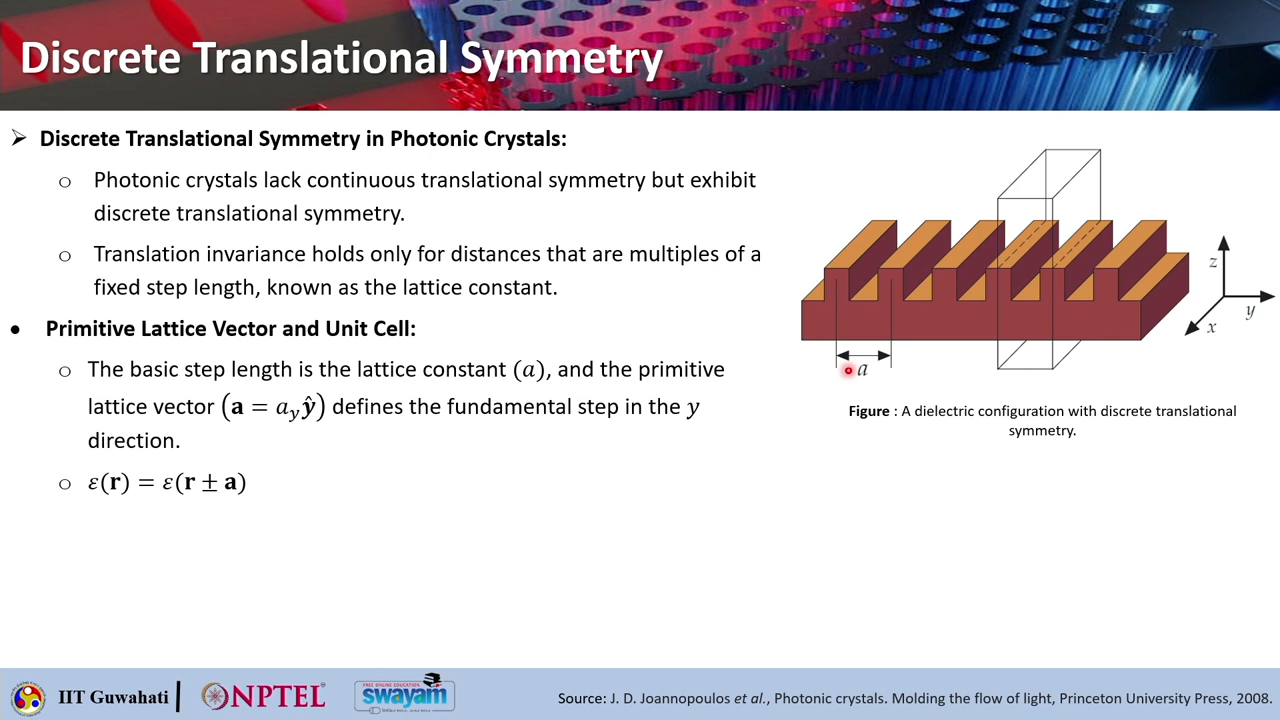 Discrete Translational Symmetry
➢ Discrete Translational Symmetry in Photonic Crystals:
o Photonic crystals lack continuous translational symmetry but exhibit
discrete translational symmetry.
o Translation invariance holds only for distances that are multiples of a
fixed step length, known as the lattice constant.
• Primitive Lattice Vector and Unit Cell:
o The basic step length is the lattice constant (a), and the primitive
lattice vector (𝐚 = a_y ŷ) defines the fundamental step in the y
direction.
o ε(𝐫) = ε(𝐫 ± 𝐚)
a
z
y
x
Figure : A dielectric configuration with discrete translational
symmetry.
IIT Guwahati
NPTEL
FREE ONLINE EDUCATION
swayam
Source: J. D. Joannopoulos et al., Photonic crystals. Molding the flow of light, Princeton University Press, 2008.